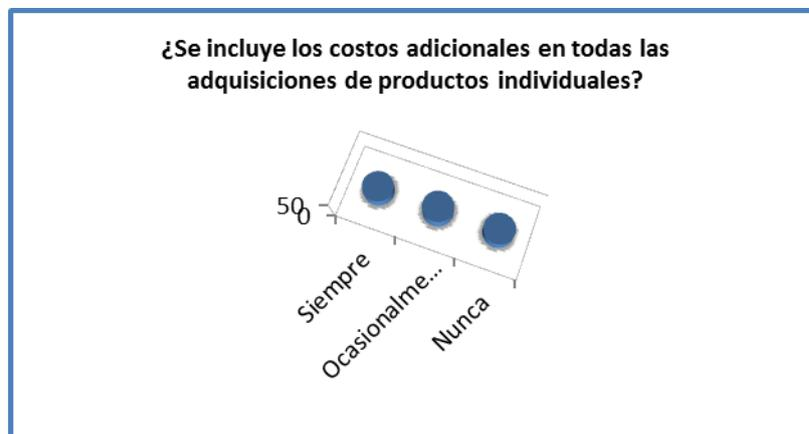 ¿Se incluye los costos adicionales en todas las
adquisiciones de productos individuales?
50
0
Siempre
Ocasionalme...
Nunca